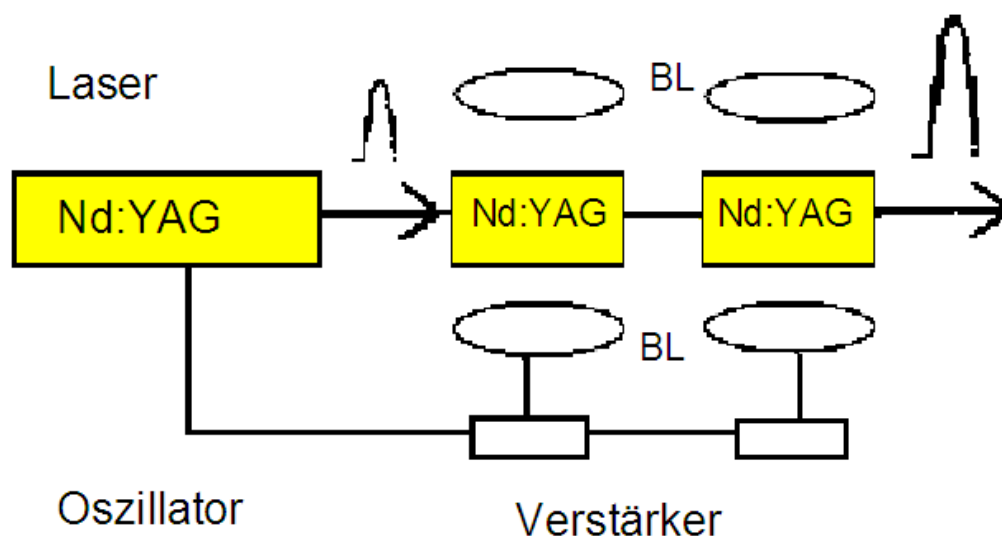 Laser
BL
Nd:YAG
Nd:YAG
Nd:YAG
BL
Oszillator
Verstärker